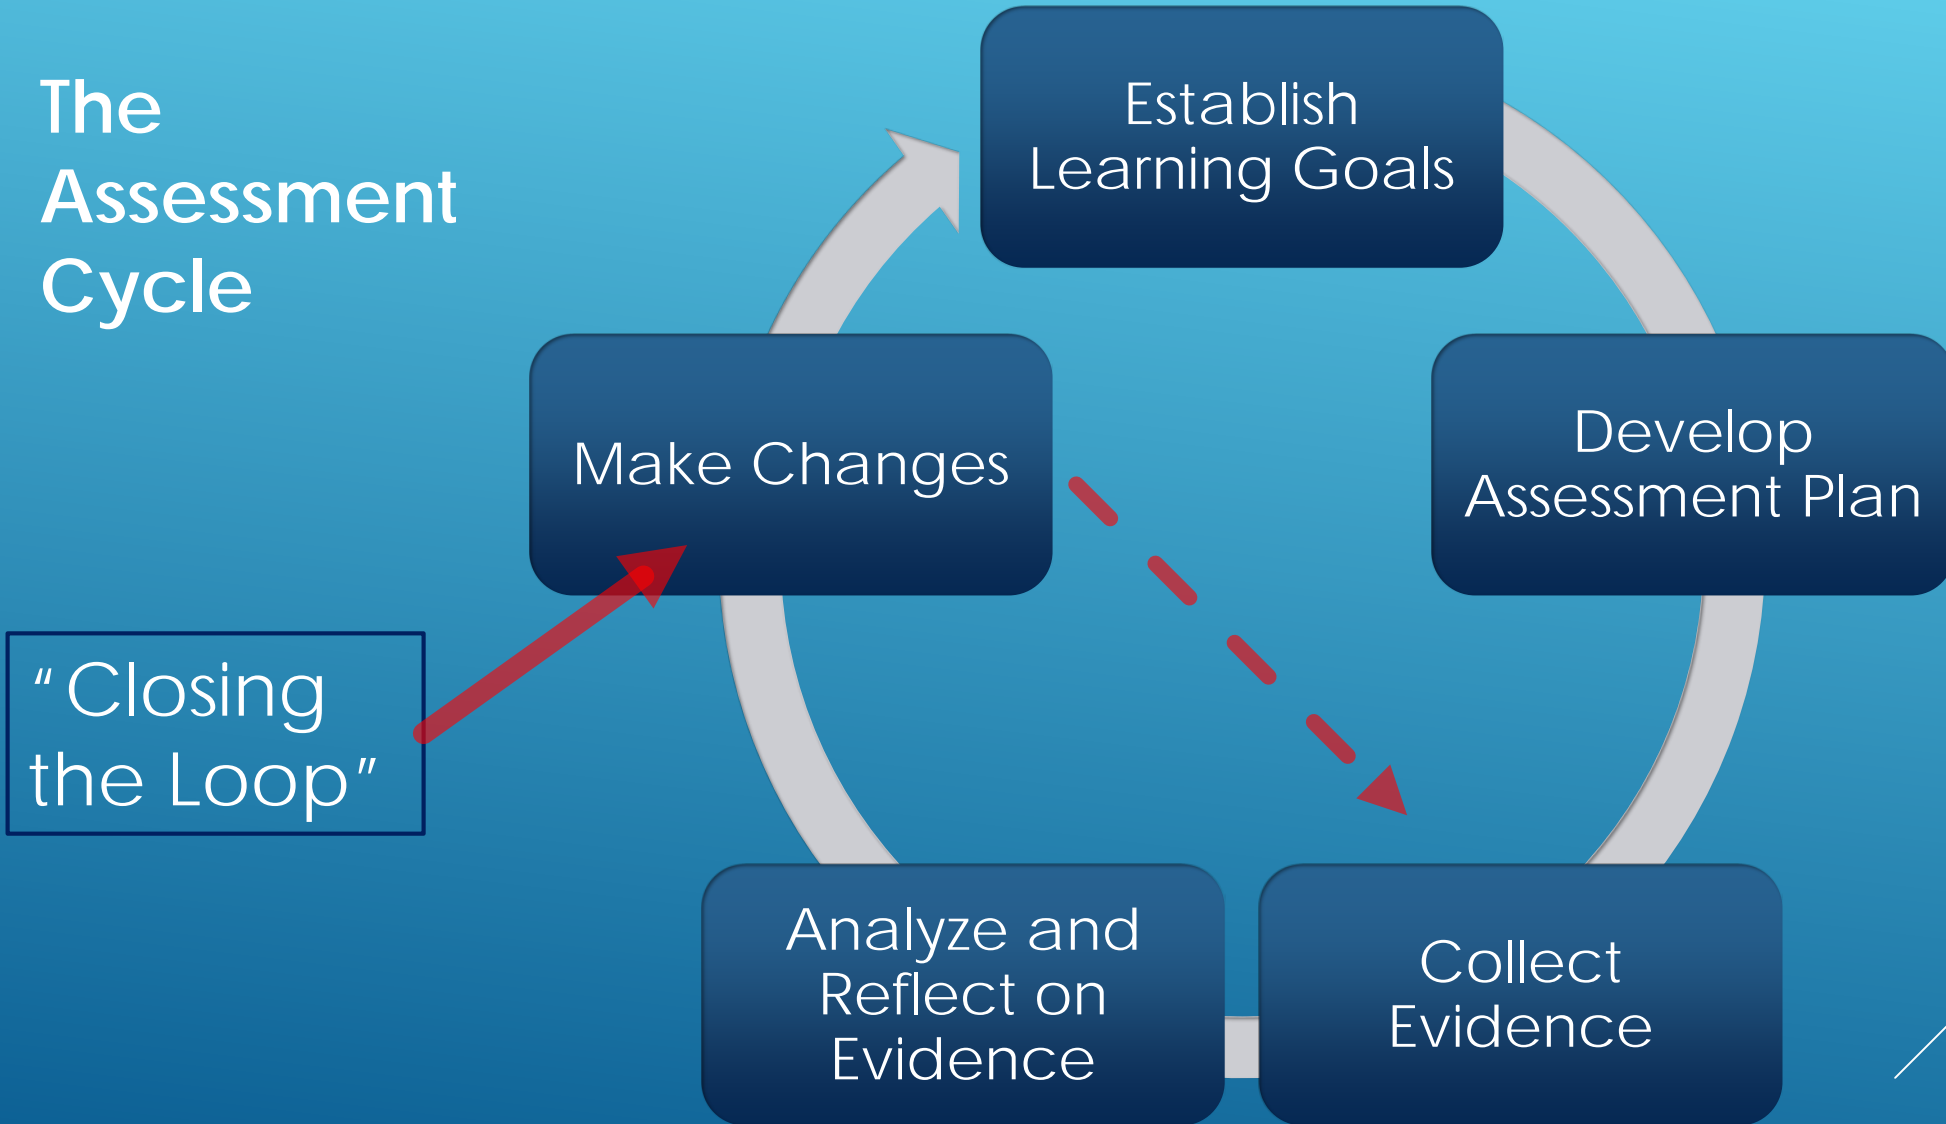 The
Assessment
Cycle
Establish
Learning Goals
Develop
Assessment Plan
Collect
Evidence
Analyze and
Reflect on
Evidence
Make Changes
“Closing
the Loop”